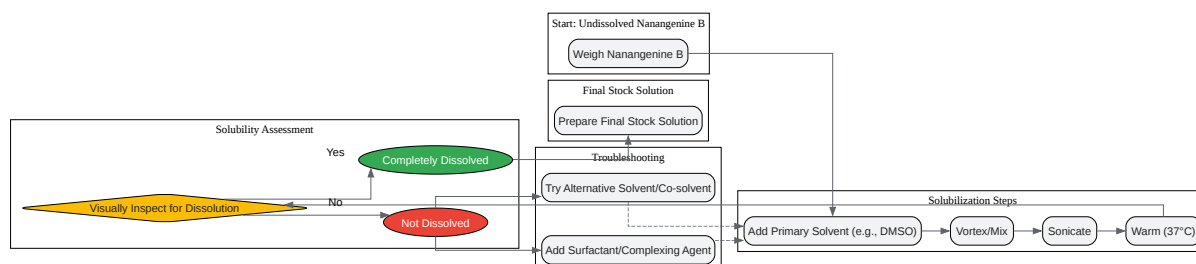 Start: Undissolved Nanangenine B
Weigh Nanangenine B
Final Stock Solution
Prepare Final Stock Solution
Solubility Assessment
Yes
Completely Dissolved
Visually Inspect for Dissolution
No
Not Dissolved
Troubleshooting
Try Alternative Solvent/Co-solvent
Add Surfactant/Complexing Agent
Solubilization Steps
Add Primary Solvent (e.g., DMSO)
Vortex/Mix
Sonicate
Warm (37°C)